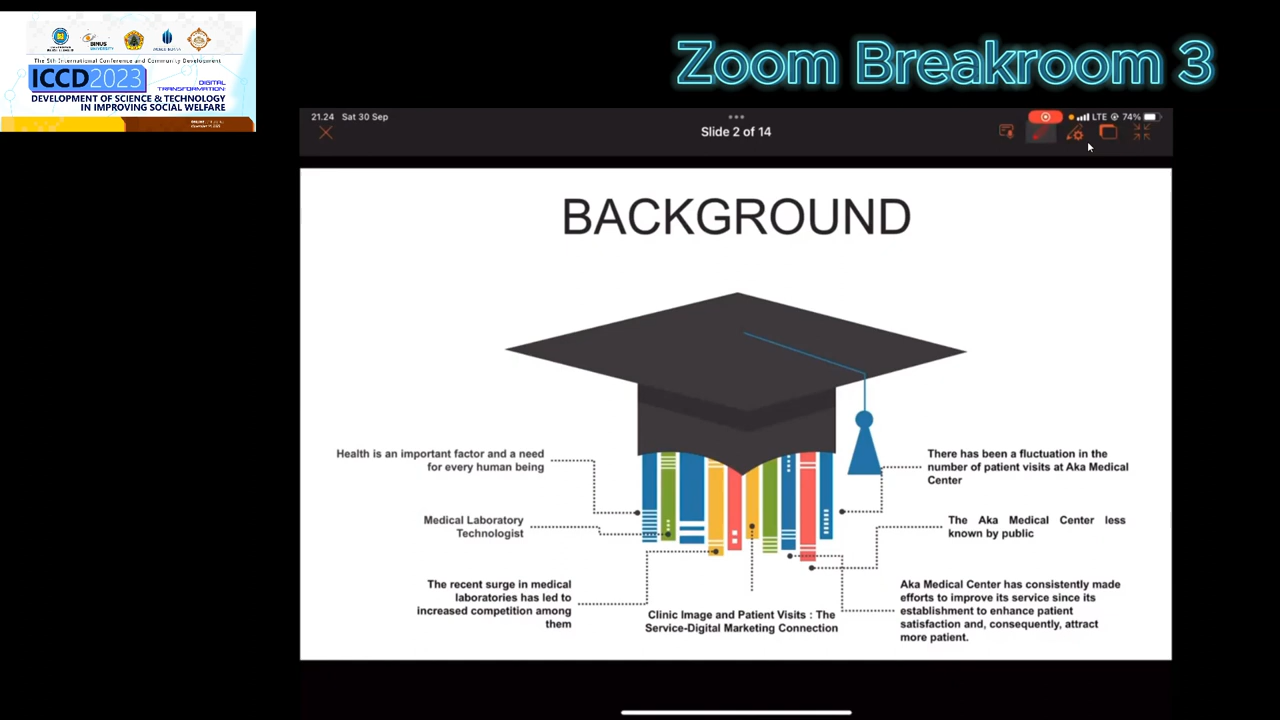 Zoom Breakroom 3
BINUS UNIVERSITY
The 5th International Conference and Community Development
ICCD2023
DIGITAL
TRANSFORMATION:
DEVELOPMENT OF SCIENCE & TECHNOLOGY
IN IMPROVING SOCIAL WELFARE
21.24 Sat 30 Sep
LTE 74%
Slide 2 of 14
BACKGROUND
Health is an important factor and a need
for every human being
Medical Laboratory
Technologist
The recent surge in medical
laboratories has led to
increased competition among
them
Clinic Image and Patient Visits : The
Service-Digital Marketing Connection
There has been a fluctuation in the
number of patient visits at Aka Medical
Center
The Aka Medical Center less
known by public
Aka Medical Center has consistently made
efforts to improve its service since its
establishment to enhance patient
satisfaction and, consequently, attract
more patient.